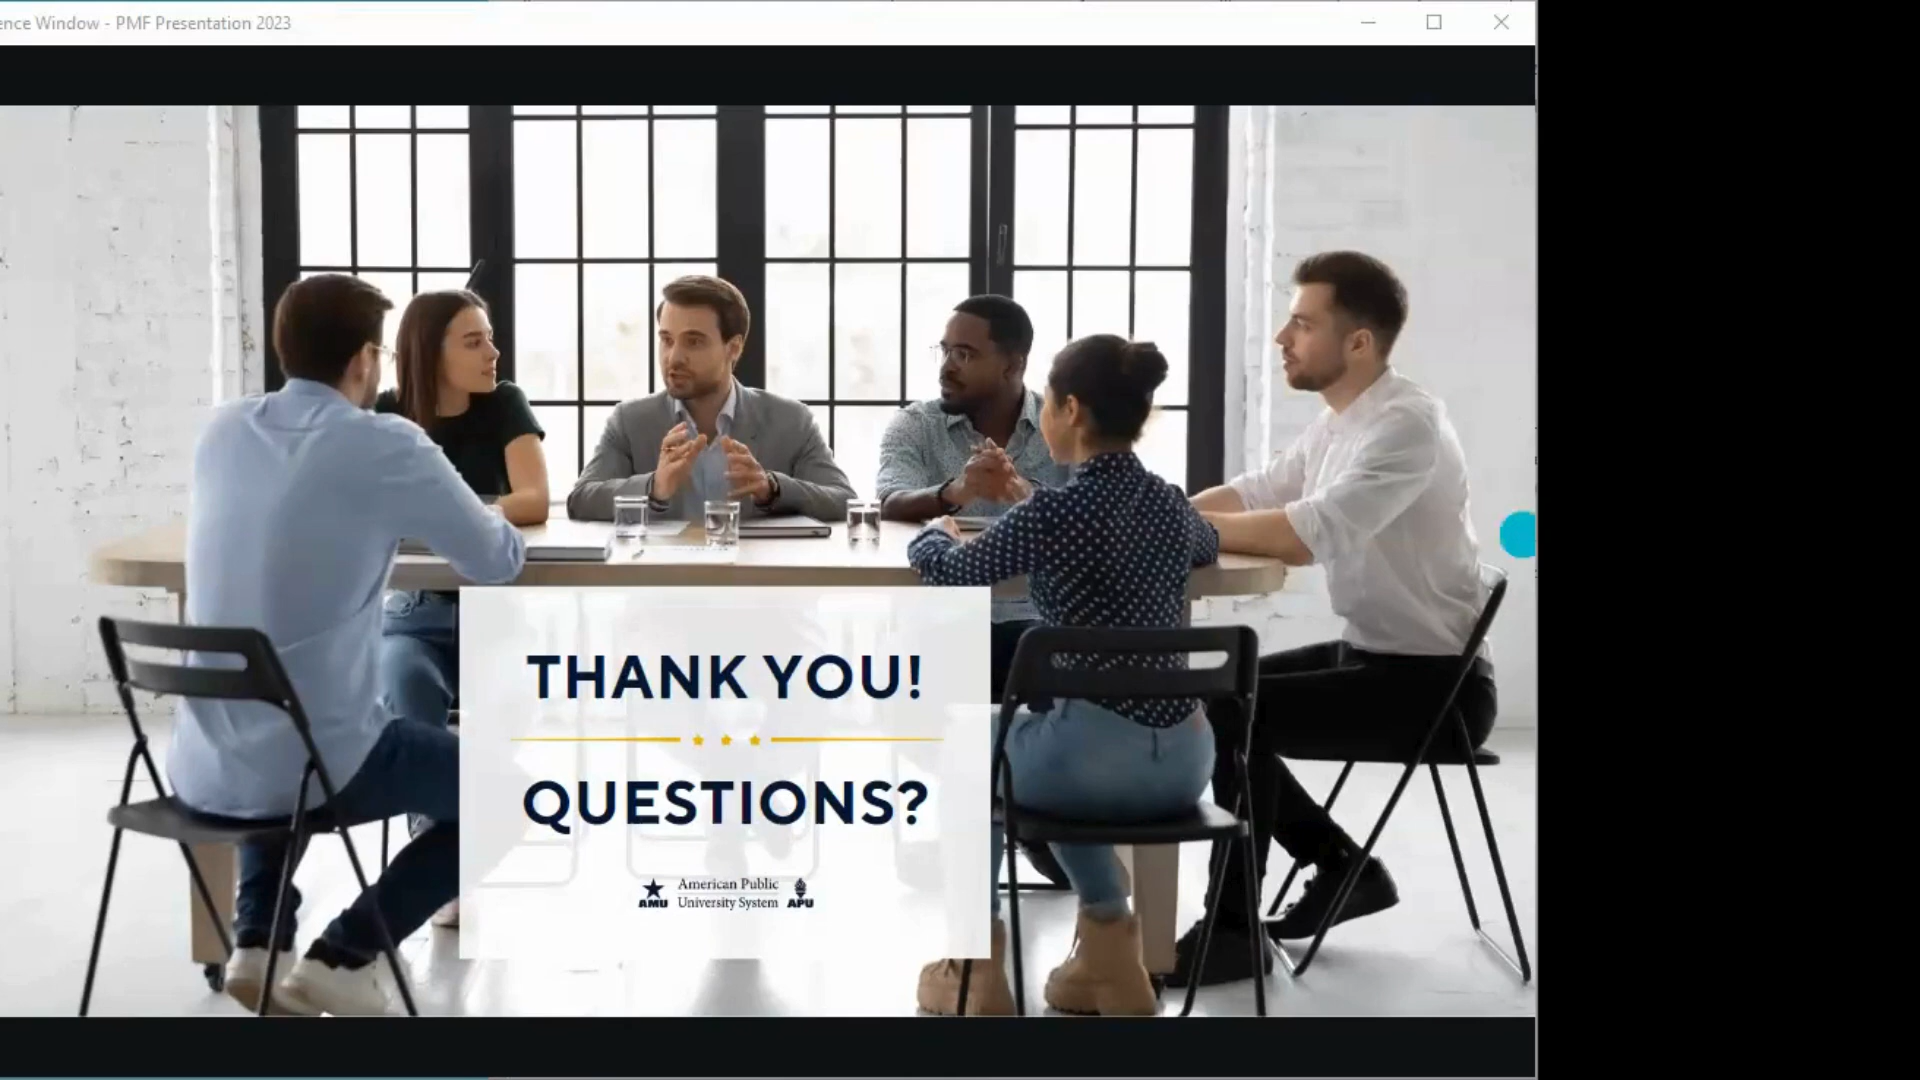 ence Window - PMF Presentation 2023
THANK YOU!
QUESTIONS?
AMU
American Public
University System
APU